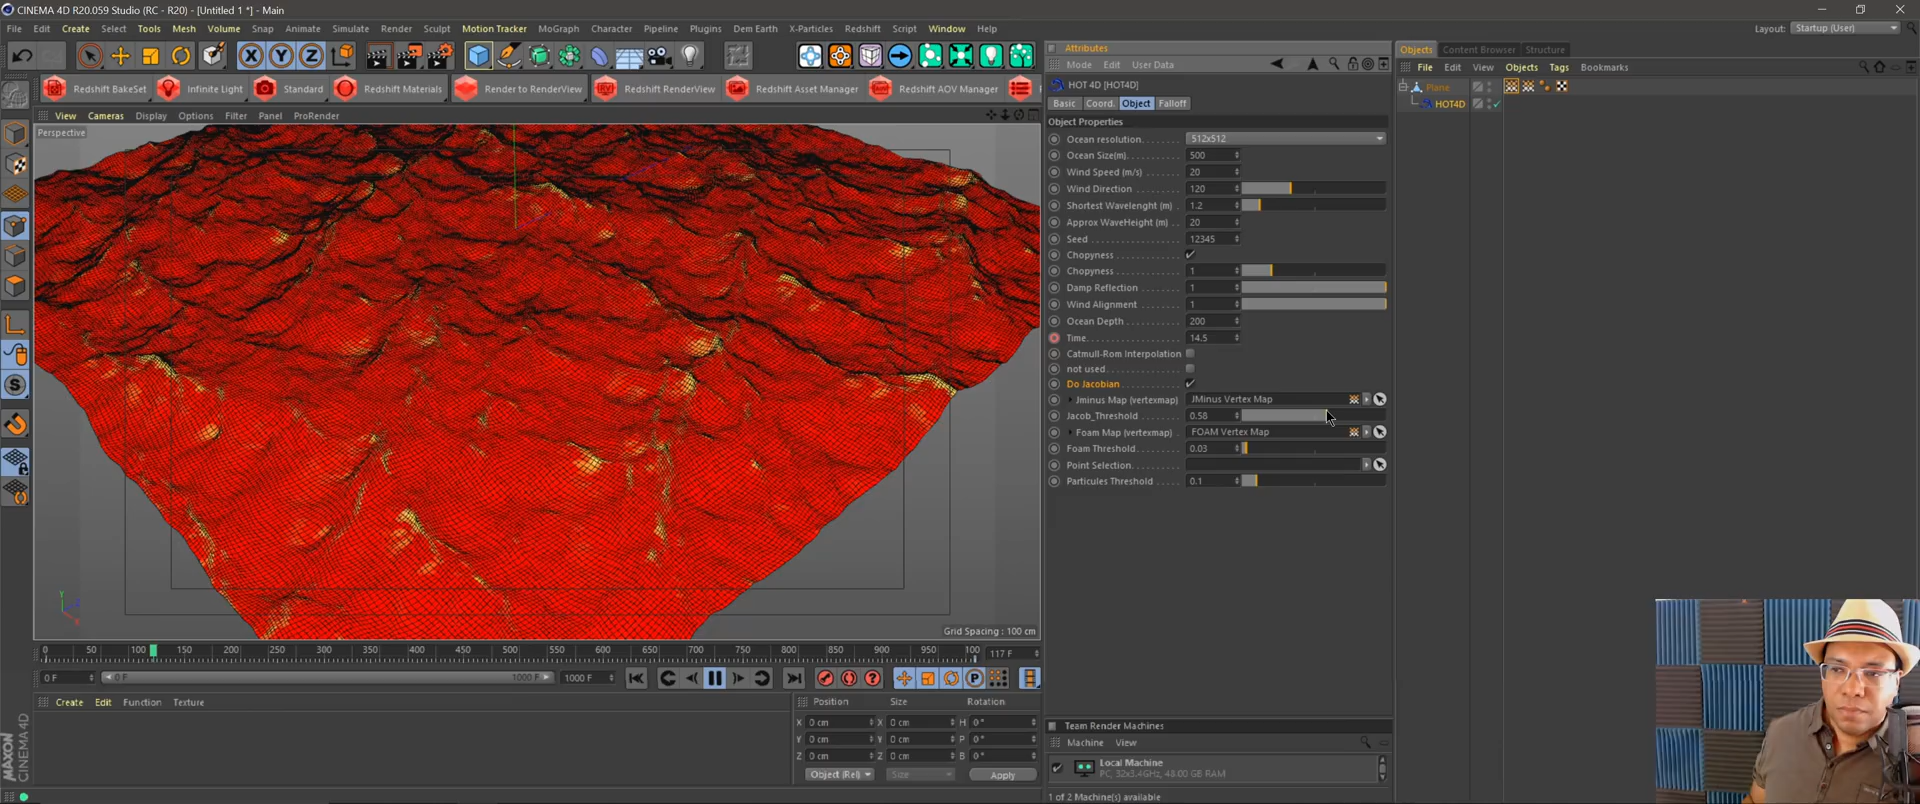 CINEMA 4D R20.059 Studio (RC - R20) - [Untitled 1 *] - Main
File Edit Create Select Tools Mesh Volume Snap Animate Simulate Render Sculpt Motion Tracker MoGraph Character Pipeline Plugins Dem Earth X-Particles Redshift Script Window Help
Layout: Startup (User)
Redshift BakeSet Infinite Light Standard Redshift Materials Render to RenderView Redshift RenderView Redshift Asset Manager Redshift AOV Manager
View Cameras Display Options Filter Panel ProRender
Perspective
Grid Spacing : 100 cm
0 50 100 150 200 250 300 350 400 450 500 550 600 650 700 750 800 850 900 950 100 117 F
0 F 0 F 1000 F 1000 F
Create Edit Function Texture
Position Size Rotation
X 0 cm X 0 cm H 0 °
Y 0 cm Y 0 cm P 0 °
Z 0 cm Z 0 cm B 0 °
Object (Rel) Size Apply
MAXON CINEMA 4D
Attributes
Mode Edit User Data
HOT 4D [HOT4D]
Basic Coord. Object Falloff
Object Properties
Ocean resolution 512x512
Ocean Size(m) 500
Wind Speed (m/s) 20
Wind Direction 120
Shortest Wavelenght (m) 1.2
Approx WaveHeight (m) 20
Seed 12345
Chopyness
Chopyness 1
Damp Reflection 1
Wind Alignment 1
Ocean Depth 200
Time 14.5
Catmull-Rom Interpolation
not used
Do Jacobian
Jminus Map (vertexmap) JMinus Vertex Map
Jacob_Threshold 0.58
Foam Map (vertexmap) FOAM Vertex Map
Foam Threshold 0.03
Point Selection
Particules Threshold 0.1
Team Render Machines
Machine View
Local Machine
PC, 32x3.4GHz, 48.00 GB RAM
1 of 2 Machine(s) available
Objects Content Browser Structure
File Edit View Objects Tags Bookmarks
Plane
HOT4D